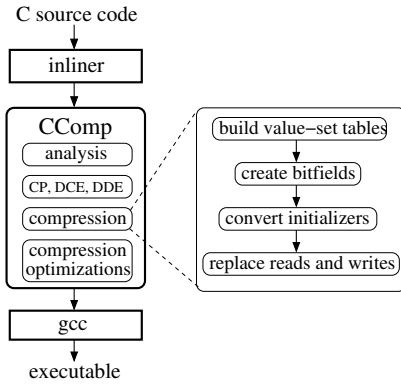 C source code
inliner
CComp
analysis
CP, DCE, DDE
compression
compression
optimizations
gcc
executable
build value−set tables
create bitfields
convert initializers
replace reads and writes